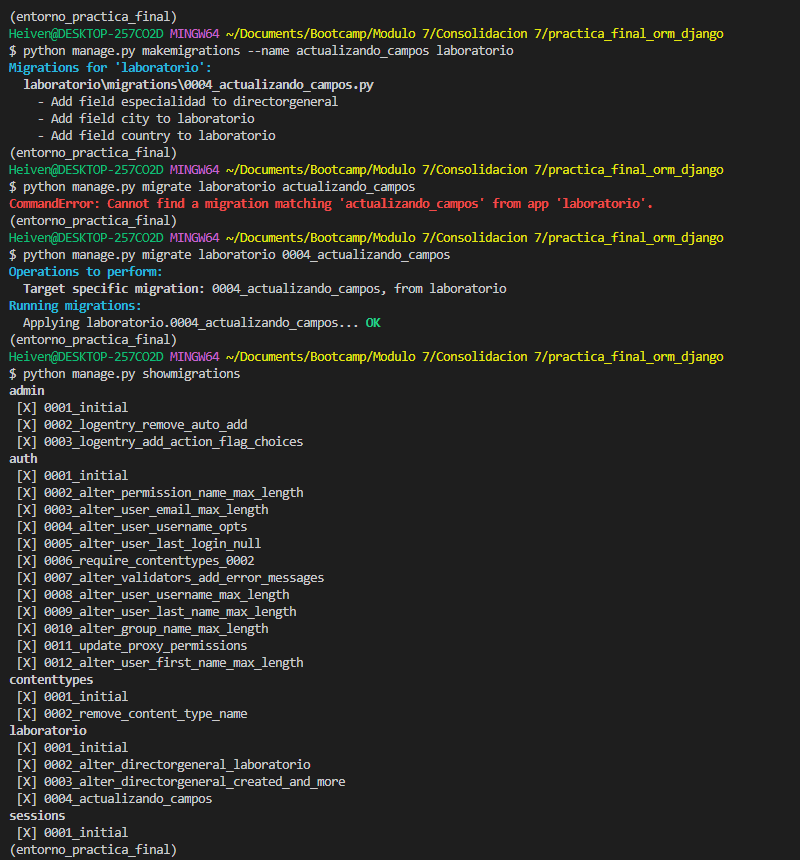 (entorno_practica_final)
Heiven@DESKTOP-257CO2D MINGW64 ~/Documents/Bootcamp/Modulo 7/Consolidacion 7/practica_final_orm_django
$ python manage.py makemigrations --name actualizando_campos laboratorio
Migrations for 'laboratorio':
  laboratorio\migrations\0004_actualizando_campos.py
    - Add field especialidad to directorgeneral
    - Add field city to laboratorio
    - Add field country to laboratorio
(entorno_practica_final)
Heiven@DESKTOP-257CO2D MINGW64 ~/Documents/Bootcamp/Modulo 7/Consolidacion 7/practica_final_orm_django
$ python manage.py migrate laboratorio actualizando_campos
CommandError: Cannot find a migration matching 'actualizando_campos' from app 'laboratorio'.
(entorno_practica_final)
Heiven@DESKTOP-257CO2D MINGW64 ~/Documents/Bootcamp/Modulo 7/Consolidacion 7/practica_final_orm_django
$ python manage.py migrate laboratorio 0004_actualizando_campos
Operations to perform:
  Target specific migration: 0004_actualizando_campos, from laboratorio
Running migrations:
  Applying laboratorio.0004_actualizando_campos... OK
(entorno_practica_final)
Heiven@DESKTOP-257CO2D MINGW64 ~/Documents/Bootcamp/Modulo 7/Consolidacion 7/practica_final_orm_django
$ python manage.py showmigrations
admin
 [X] 0001_initial
 [X] 0002_logentry_remove_auto_add
 [X] 0003_logentry_add_action_flag_choices
auth
 [X] 0001_initial
 [X] 0002_alter_permission_name_max_length
 [X] 0003_alter_user_email_max_length
 [X] 0004_alter_user_username_opts
 [X] 0005_alter_user_last_login_null
 [X] 0006_require_contenttypes_0002
 [X] 0007_alter_validators_add_error_messages
 [X] 0008_alter_user_username_max_length
 [X] 0009_alter_user_last_name_max_length
 [X] 0010_alter_group_name_max_length
 [X] 0011_update_proxy_permissions
 [X] 0012_alter_user_first_name_max_length
contenttypes
 [X] 0001_initial
 [X] 0002_remove_content_type_name
laboratorio
 [X] 0001_initial
 [X] 0002_alter_directorgeneral_laboratorio
 [X] 0003_alter_directorgeneral_created_and_more
 [X] 0004_actualizando_campos
sessions
 [X] 0001_initial
(entorno_practica_final)